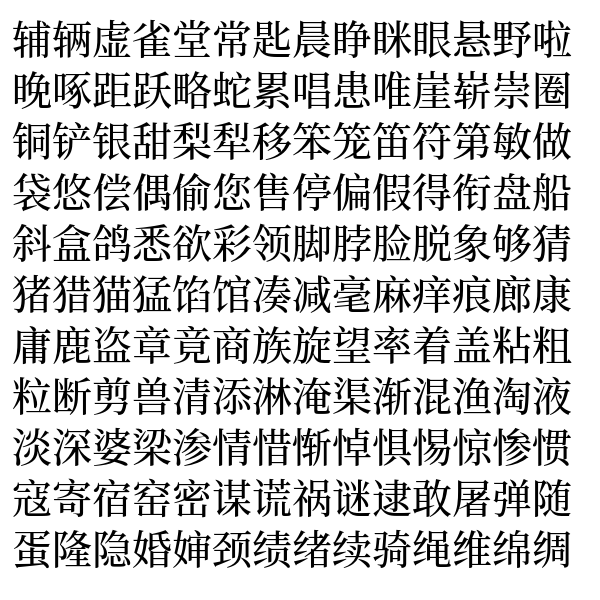 辅辆虚雀堂常匙晨睁眯眼悬野啦
晚啄距跃略蛇累唱患唯崖崭崇圈
铜铲银甜梨犁移笨笼笛符第敏做
袋悠偿偶偷您售停偏假得衔盘船
斜盒鸽悉欲彩领脚脖脸脱象够猜
猪猎猫猛馅馆凑减毫麻痒痕廊康
庸鹿盗章竟商族旋望率着盖粘粗
粒断剪兽清添淋淹渠渐混渔淘液
淡深婆梁渗情惜惭悼惧惕惊惨惯
寇寄宿窑密谋谎祸谜逮敢屠弹随
蛋隆隐婚婶颈绩绪续骑绳维绵绸